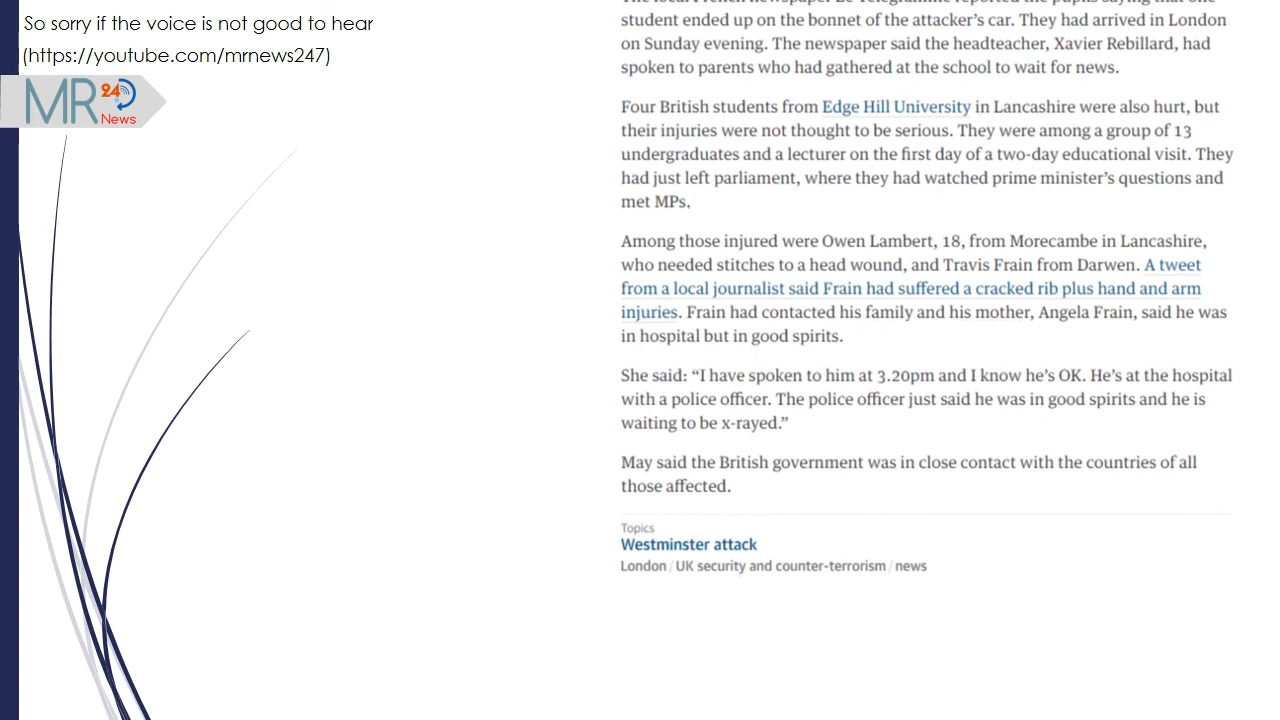 So sorry if the voice is not good to hear
(https://youtube.com/mrnews247)
MR 24 News
student ended up on the bonnet of the attacker's car. They had arrived in London
on Sunday evening. The newspaper said the headteacher, Xavier Rebillard, had
spoken to parents who had gathered at the school to wait for news.
Four British students from Edge Hill University in Lancashire were also hurt, but
their injuries were not thought to be serious. They were among a group of 13
undergraduates and a lecturer on the first day of a two-day educational visit. They
had just left parliament, where they had watched prime minister's questions and
met MPs.
Among those injured were Owen Lambert, 18, from Morecambe in Lancashire,
who needed stitches to a head wound, and Travis Frain from Darwen. A tweet
from a local journalist said Frain had suffered a cracked rib plus hand and arm
injuries. Frain had contacted his family and his mother, Angela Frain, said he was
in hospital but in good spirits.
She said: “I have spoken to him at 3.20pm and I know he's OK. He's at the hospital
with a police officer. The police officer just said he was in good spirits and he is
waiting to be x-rayed.”
May said the British government was in close contact with the countries of all
those affected.
Topics
Westminster attack
London / UK security and counter-terrorism / news